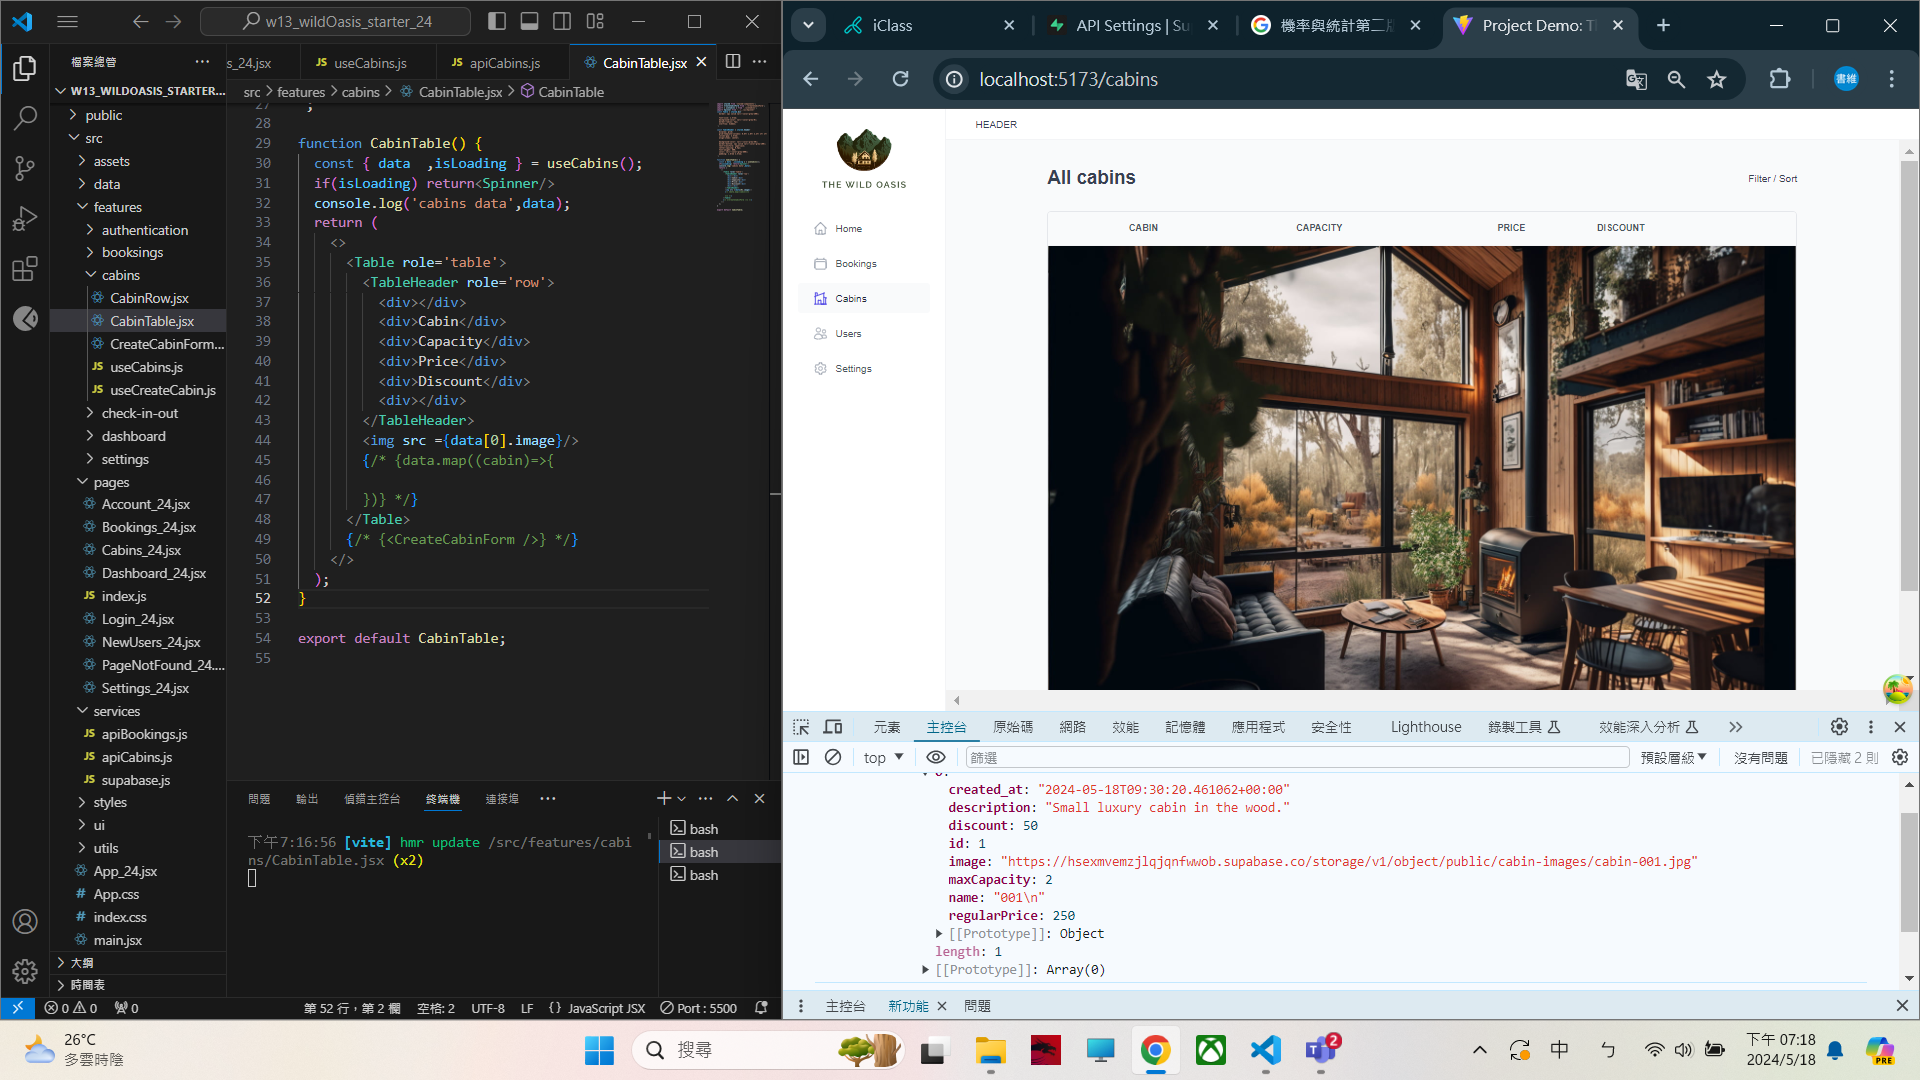 w13_wildOasis_starter_24
檔案總管
W13_WILDOASIS_STARTER...
public
src
assets
data
features
authentication
booksings
cabins
CabinRow.jsx
CabinTable.jsx
CreateCabinForm...
useCabins.js
useCreateCabin.js
check-in-out
dashboard
settings
pages
Account_24.jsx
Bookings_24.jsx
Cabins_24.jsx
Dashboard_24.jsx
index.js
Login_24.jsx
NewUsers_24.jsx
PageNotFound_24....
Settings_24.jsx
services
apiBookings.js
apiCabins.js
supabase.js
styles
ui
utils
App_24.jsx
App.css
index.css
main.jsx
大綱
時間表
s_24.jsx
useCabins.js
apiCabins.js
CabinTable.jsx
src > features > cabins > CabinTable.jsx > CabinTable
27 ;
28
29 function CabinTable() {
30 const { data  ,isLoading } = useCabins();
31 if(isLoading) return<Spinner/>
32 console.log('cabins data',data);
33 return (
34 <>
35 <Table role='table'>
36 <TableHeader role='row'>
37 <div></div>
38 <div>Cabin</div>
39 <div>Capacity</div>
40 <div>Price</div>
41 <div>Discount</div>
42 <div></div>
43 </TableHeader>
44 <img src ={data[0].image}/>
45 {/* {data.map((cabin)=>{
46
47 })} */}
48 </Table>
49 {/* {<CreateCabinForm />} */}
50 </>
51 );
52 }
53
54 export default CabinTable;
55
問題 輸出 偵錯主控台 終端機 連接埠
下午7:16:56 [vite] hmr update /src/features/cabi
ns/CabinTable.jsx (x2)
bash
bash
bash
0 0 0
第 52 行，第 2 欄 空格: 2 UTF-8 LF {} JavaScript JSX Port : 5500
iClass
API Settings | Su
機率與統計第二版
Project Demo: T
localhost:5173/cabins
書維
THE WILD OASIS
Home
Bookings
Cabins
Users
Settings
HEADER
All cabins
Filter / Sort
CABIN CAPACITY PRICE DISCOUNT
元素 主控台 原始碼 網路 效能 記憶體 應用程式 安全性 Lighthouse 錄製工具 效能深入分析
top 篩選 預設層級 沒有問題 已隱藏 2 則
created_at: "2024-05-18T09:30:20.461062+00:00"
description: "Small luxury cabin in the wood."
discount: 50
id: 1
image: "https://hsexmvemzjlqjqnfwwob.supabase.co/storage/v1/object/public/cabin-images/cabin-001.jpg"
maxCapacity: 2
name: "001\n"
regularPrice: 250
[[Prototype]]: Object
length: 1
[[Prototype]]: Array(0)
主控台 新功能 問題
26°C
多雲時陰
搜尋
2
中
ㄅ
下午 07:18
2024/5/18
PRE